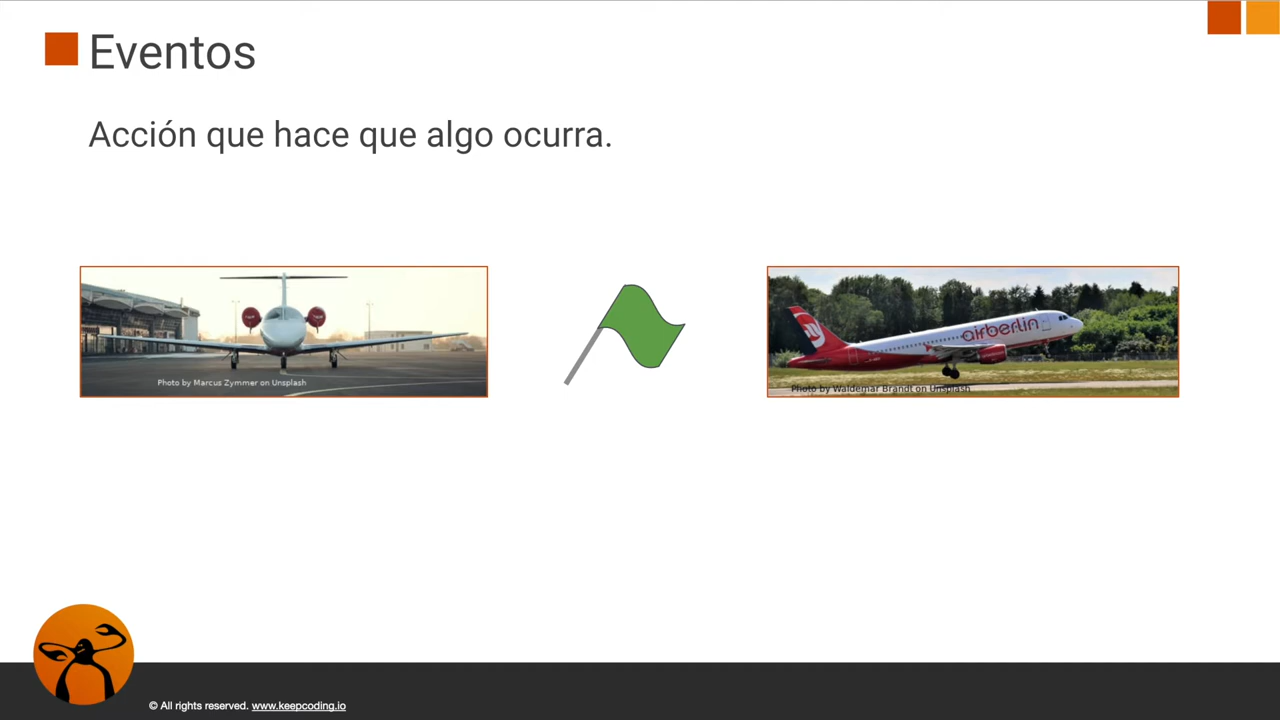 Eventos
Acción que hace que algo ocurra.
airberlin
Photo by Marcus Zymmer on Unsplash
Photo by Waldemar Brandt on Unsplash
© All rights reserved. www.keepcoding.io